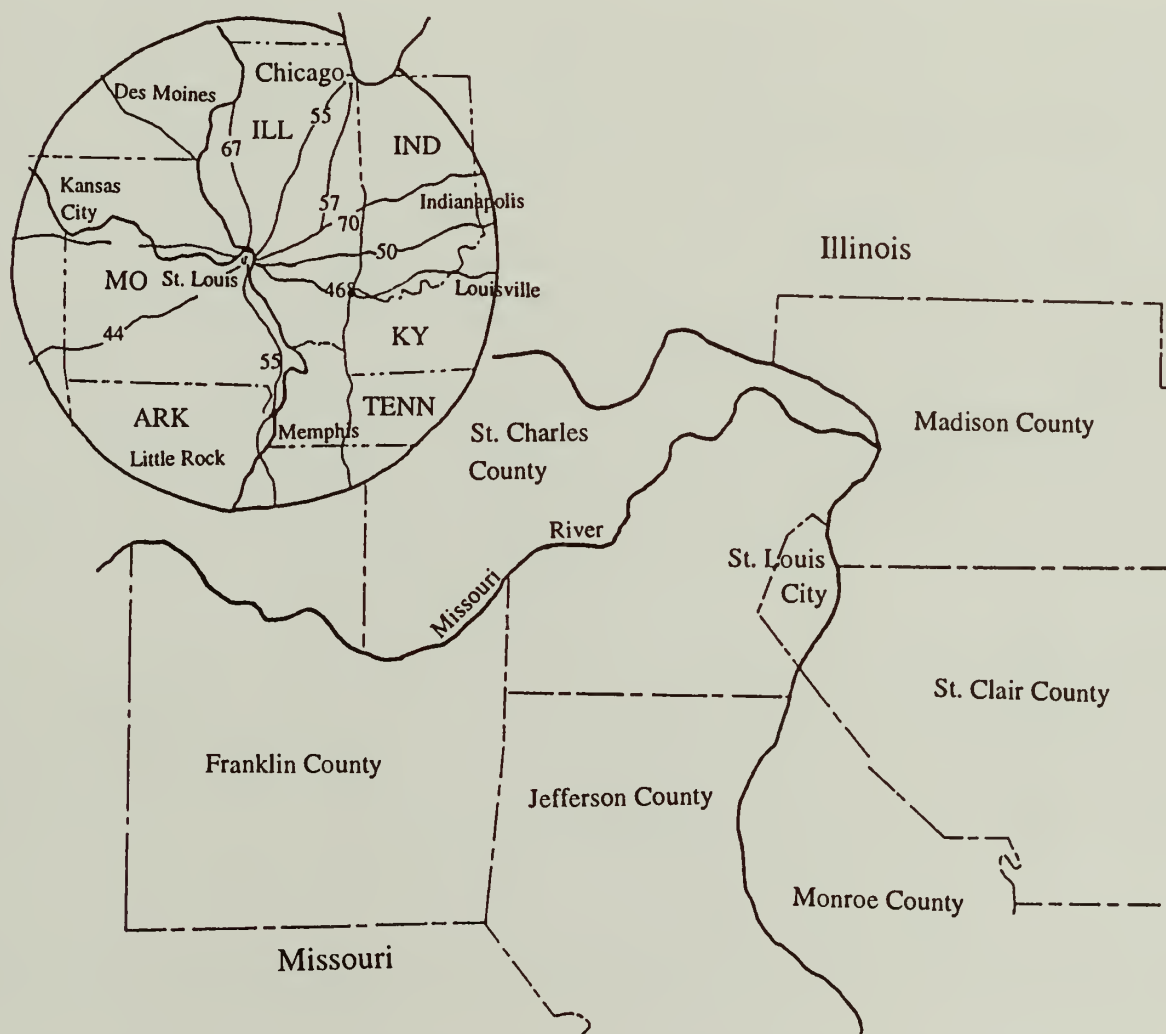 Chicago
Des Moines
55
ILL
IND
67
Kansas
City
57
Indianapolis
70
50
MO
St. Louis
468
Louisville
44
KY
55
TENN
ARK
Memphis
Little Rock
Illinois
Madison County
St. Charles
County
River
Missouri
St. Louis
City
St. Clair County
Franklin County
Jefferson County
Monroe County
Missouri